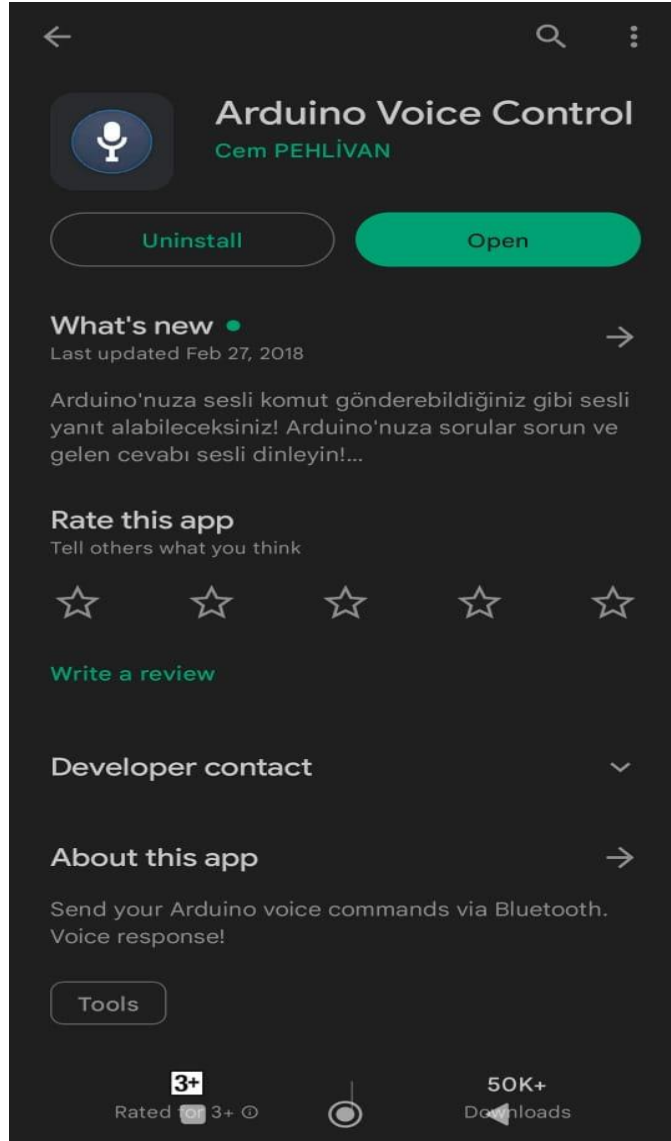 Arduino Voice Control
Cem PEHLİVAN
Uninstall
Open
What's new
Last updated Feb 27, 2018
Arduino'nuza sesli komut gönderebildiğiniz gibi sesli
yanıt alabileceksiniz! Arduino'nuza sorular sorun ve
gelen cevabı sesli dinleyin!...
Rate this app
Tell others what you think
Write a review
Developer contact
About this app
Send your Arduino voice commands via Bluetooth.
Voice response!
Tools
3+
50K+
Rated for 3+
Downloads